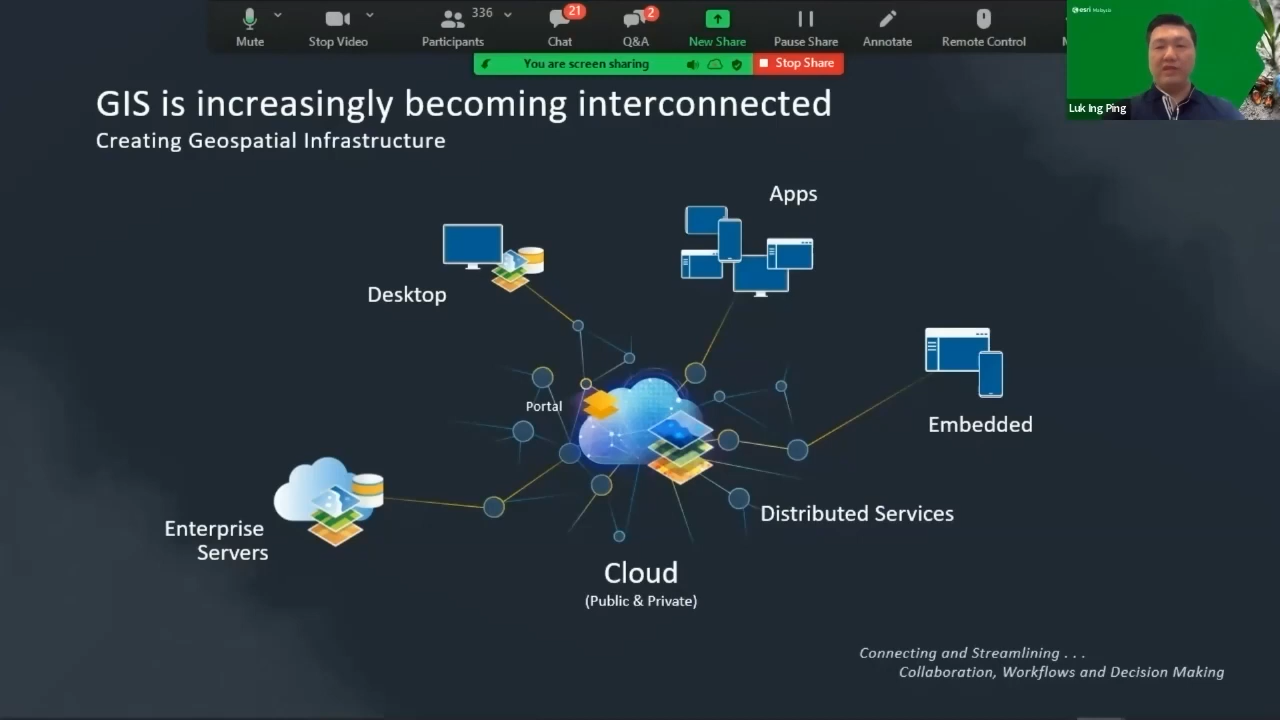 Mute
Stop Video
Participants
336
Chat
21
Q&A
2
New Share
Pause Share
Annotate
Remote Control
You are screen sharing
Stop Share
esri Malaysia
Luk Ing Ping
GIS is increasingly becoming interconnected
Creating Geospatial Infrastructure
Apps
Desktop
Portal
Embedded
Enterprise
Servers
Distributed Services
Cloud
(Public & Private)
Connecting and Streamlining . . .
Collaboration, Workflows and Decision Making